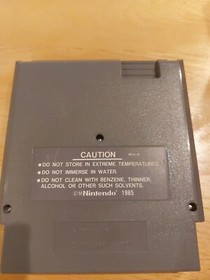 CAUTION
•DO NOT STORE IN EXTREME TEMPERATURES.
•DO NOT IMMERSE IN WATER.
•DO NOT CLEAN WITH BENZENE, THINNER,
ALCOHOL OR OTHER SUCH SOLVENTS.
Nintendo 1985